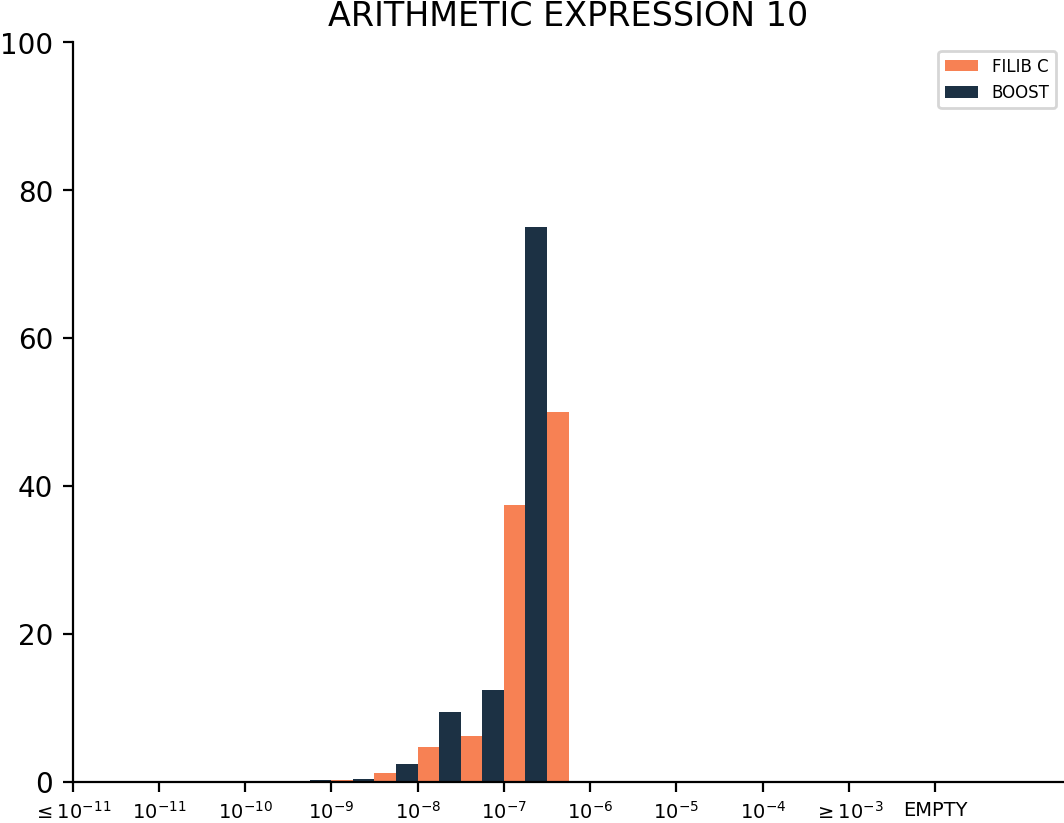 ARITHMETIC EXPRESSION 10
100
80
60
40
20
0
FILIB C
BOOST
≤ 10⁻¹¹ 10⁻¹¹ 10⁻¹⁰ 10⁻⁹ 10⁻⁸ 10⁻⁷ 10⁻⁶ 10⁻⁵ 10⁻⁴ ≥ 10⁻³ EMPTY